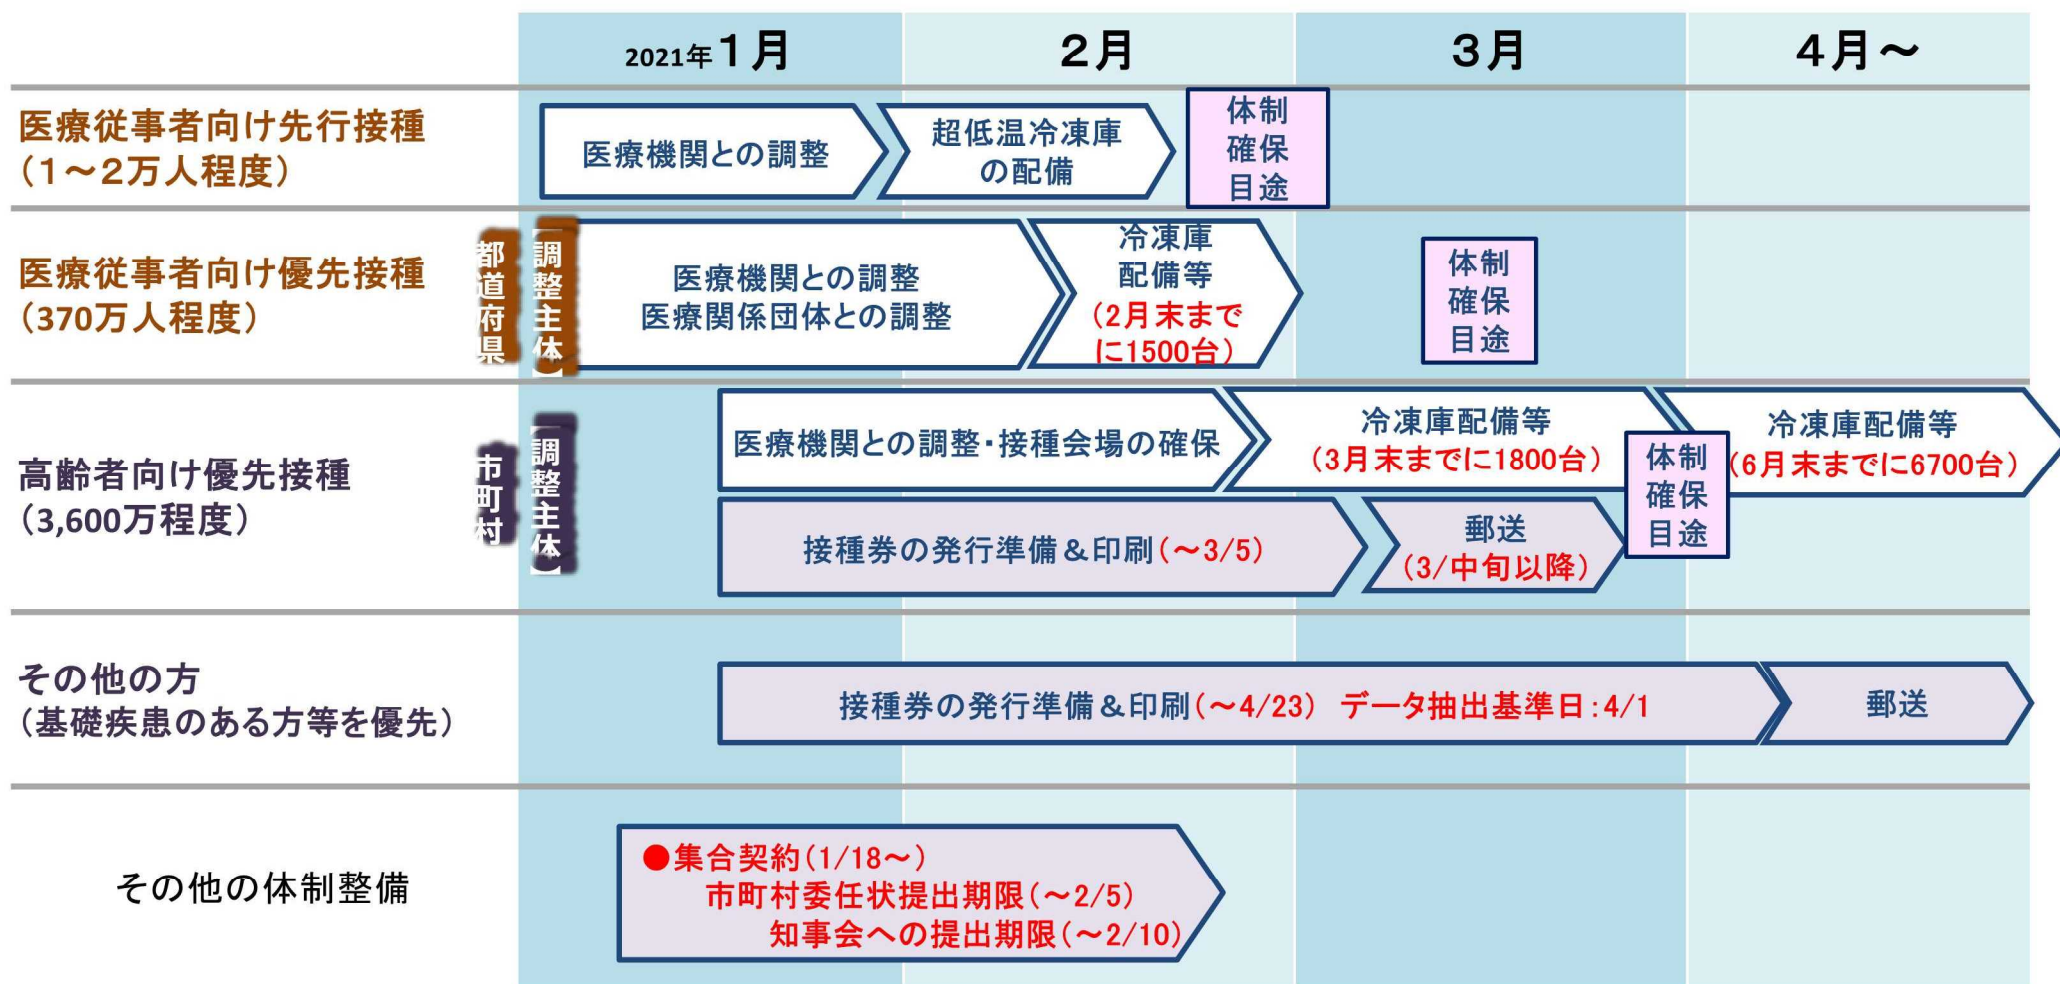 2021年1月
2月
3月
4月～
医療従事者向け先行接種
（1～2万人程度）
医療機関との調整
超低温冷凍庫
の配備
体制
確保
目途
医療従事者向け優先接種
（370万人程度）
【調整主体】
都道府県
医療機関との調整
医療関係団体との調整
冷凍庫
配備等
（2月末まで
に1500台）
体制
確保
目途
高齢者向け優先接種
（3,600万程度）
【調整主体】
市町村
医療機関との調整・接種会場の確保
冷凍庫配備等
（3月末までに1800台）
体制
確保
目途
冷凍庫配備等
（6月末までに6700台）
接種券の発行準備＆印刷（～3/5）
郵送
（3/中旬以降）
その他の方
（基礎疾患のある方等を優先）
接種券の発行準備＆印刷（～4/23） データ抽出基準日：4/1
郵送
その他の体制整備
●集合契約（1/18～）
市町村委任状提出期限（～2/5）
知事会への提出期限（～2/10）